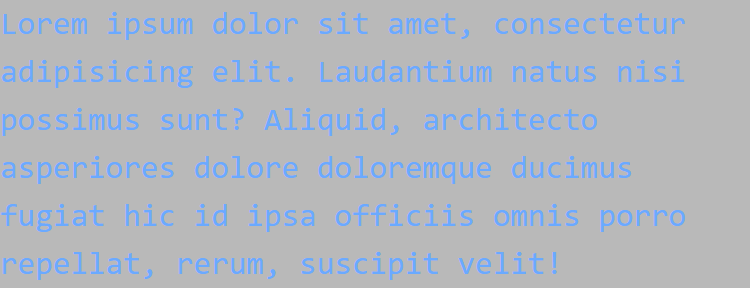 Lorem ipsum dolor sit amet, consectetur
adipisicing elit. Laudantium natus nisi
possimus sunt? Aliquid, architecto
asperiores dolore doloremque ducimus
fugiat hic id ipsa officiis omnis porro
repellat, rerum, suscipit velit!